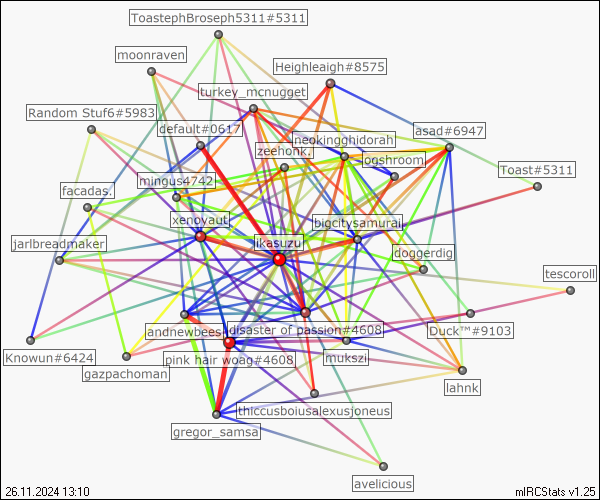 ToastephBroseph5311#5311
moonraven
Heighleaigh#8575
turkey_mcnugget
Random Stuf6#5983
default#0617
neokingghidorah
asad#6947
zeehonk.
ogshroom
mingus4742
Toast#5311
facadas.
xenovaut
bigcitysamurai
jarlbreadmaker
ikasuzu
doggerdig
tescoroll
andnewbees
disaster of passion#4608
Duck™#9103
Knowun#6424
pink hair woag#4608
mukszi
gazpachoman
lahnk
thiccusboiusalexusjoneus
gregor_samsa
avelicious
26.11.2024 13:10
mIRCStats v1.25